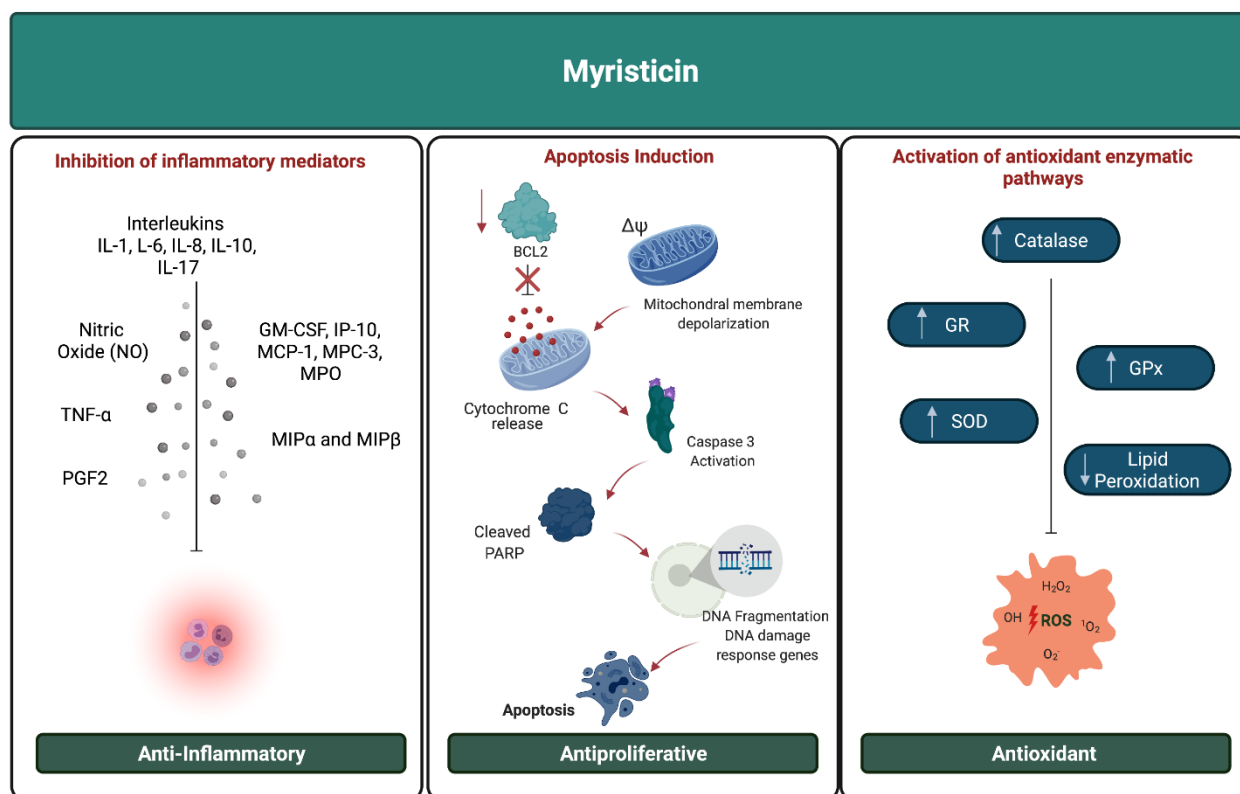 Myristicin
Inhibition of inflammatory mediators
Interleukins
IL-1, L-6, IL-8, IL-10,
IL-17
Nitric
Oxide (NO)
GM-CSF, IP-10,
MCP-1, MPC-3,
MPO
TNF-α
MIPα and MIPβ
PGF2
Anti-Inflammatory
Apoptosis Induction
BCL2
Δψ
Mitochondral membrane
depolarization
Cytochrome C
release
Caspase 3
Activation
Cleaved
PARP
DNA Fragmentation
DNA damage
response genes
Apoptosis
Antiproliferative
Activation of antioxidant enzymatic
pathways
Catalase
GR
GPx
SOD
Lipid
Peroxidation
H₂O₂
OH
ROS
¹O₂
O₂⁻
Antioxidant